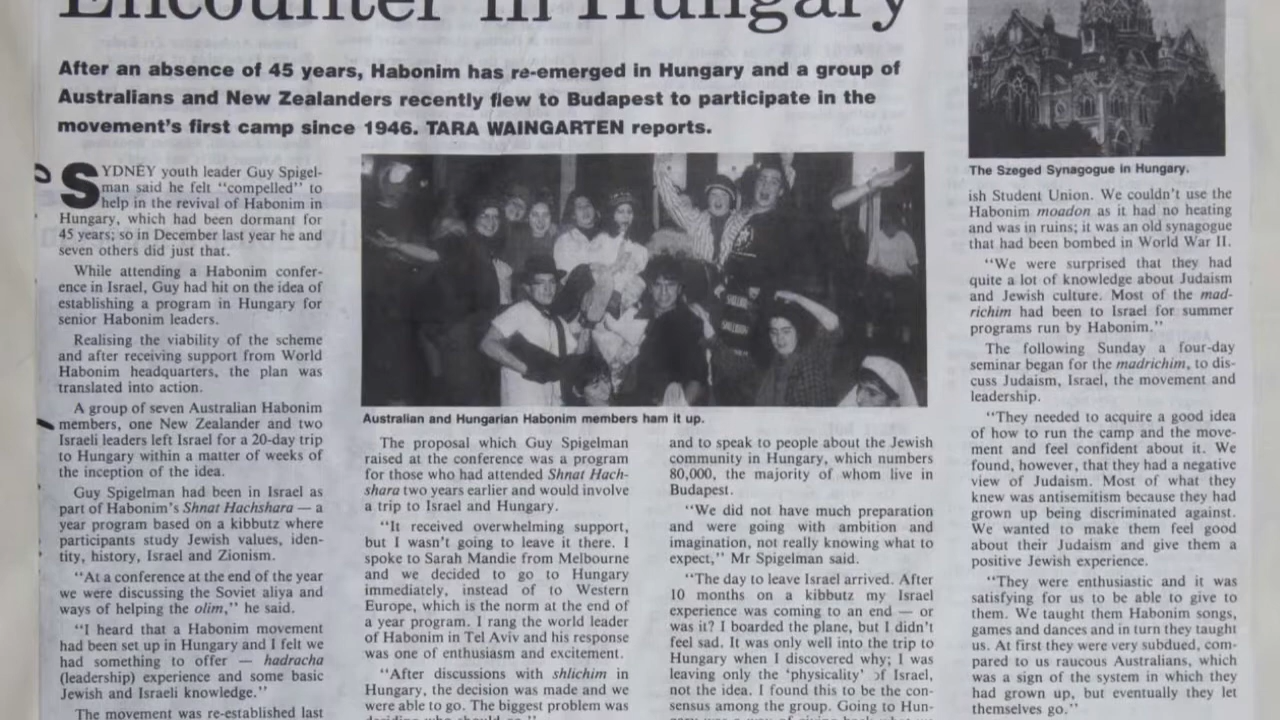 Encounter in Hungary
After an absence of 45 years, Habonim has re-emerged in Hungary and a group of
Australians and New Zealanders recently flew to Budapest to participate in the
movement's first camp since 1946. TARA WAINGARTEN reports.
SYDNEY youth leader Guy Spigel-
man said he felt “compelled” to
help in the revival of Habonim in
Hungary, which had been dormant for
45 years; so in December last year he and
seven others did just that.
While attending a Habonim confer-
ence in Israel, Guy had hit on the idea of
establishing a program in Hungary for
senior Habonim leaders.
Realising the viability of the scheme
and after receiving support from World
Habonim headquarters, the plan was
translated into action.
A group of seven Australian Habonim
members, one New Zealander and two
Israeli leaders left Israel for a 20-day trip
to Hungary within a matter of weeks of
the inception of the idea.
Guy Spigelman had been in Israel as
part of Habonim's Shnat Hachshara — a
year program based on a kibbutz where
participants study Jewish values, iden-
tity, history, Israel and Zionism.
“At a conference at the end of the year
we were discussing the Soviet aliya and
ways of helping the olim,” he said.
“I heard that a Habonim movement
had been set up in Hungary and I felt we
had something to offer — hadracha
(leadership) experience and some basic
Jewish and Israeli knowledge.”
The movement was re-established last
Australian and Hungarian Habonim members ham it up.
The proposal which Guy Spigelman
raised at the conference was a program
for those who had attended Shnat Hach-
shara two years earlier and would involve
a trip to Israel and Hungary.
“It received overwhelming support,
but I wasn't going to leave it there. I
spoke to Sarah Mandie from Melbourne
and we decided to go to Hungary
immediately, instead of to Western
Europe, which is the norm at the end of
a year program. I rang the world leader
of Habonim in Tel Aviv and his response
was one of enthusiasm and excitement.
“After discussions with shlichim in
Hungary, the decision was made and we
were able to go. The biggest problem was
deciding who should go.”
and to speak to people about the Jewish
community in Hungary, which numbers
80,000, the majority of whom live in
Budapest.
“We did not have much preparation
and were going with ambition and
imagination, not really knowing what to
expect,” Mr Spigelman said.
“The day to leave Israel arrived. After
10 months on a kibbutz my Israel
experience was coming to an end — or
was it? I boarded the plane, but I didn't
feel sad. It was only well into the trip to
Hungary when I discovered why; I was
leaving only the ‘physicality’ of Israel,
not the idea. I found this to be the con-
sensus among the group. Going to Hun-
gary was a way of giving back what we
The Szeged Synagogue in Hungary.
ish Student Union. We couldn't use the
Habonim moadon as it had no heating
and was in ruins; it was an old synagogue
that had been bombed in World War II.
“We were surprised that they had
quite a lot of knowledge about Judaism
and Jewish culture. Most of the mad-
richim had been to Israel for summer
programs run by Habonim.”
The following Sunday a four-day
seminar began for the madrichim, to dis-
cuss Judaism, Israel, the movement and
leadership.
“They needed to acquire a good idea
of how to run the camp and the move-
ment and feel confident about it. We
found, however, that they had a negative
view of Judaism. Most of what they
knew was antisemitism because they had
grown up being discriminated against.
We wanted to make them feel good
about their Judaism and give them a
positive Jewish experience.
“They were enthusiastic and it was
satisfying for us to be able to give to
them. We taught them Habonim songs,
games and dances and in turn they taught
us. At first they were very subdued, com-
pared to us raucous Australians, which
was a sign of the system in which they
had grown up, but eventually they let
themselves go.”